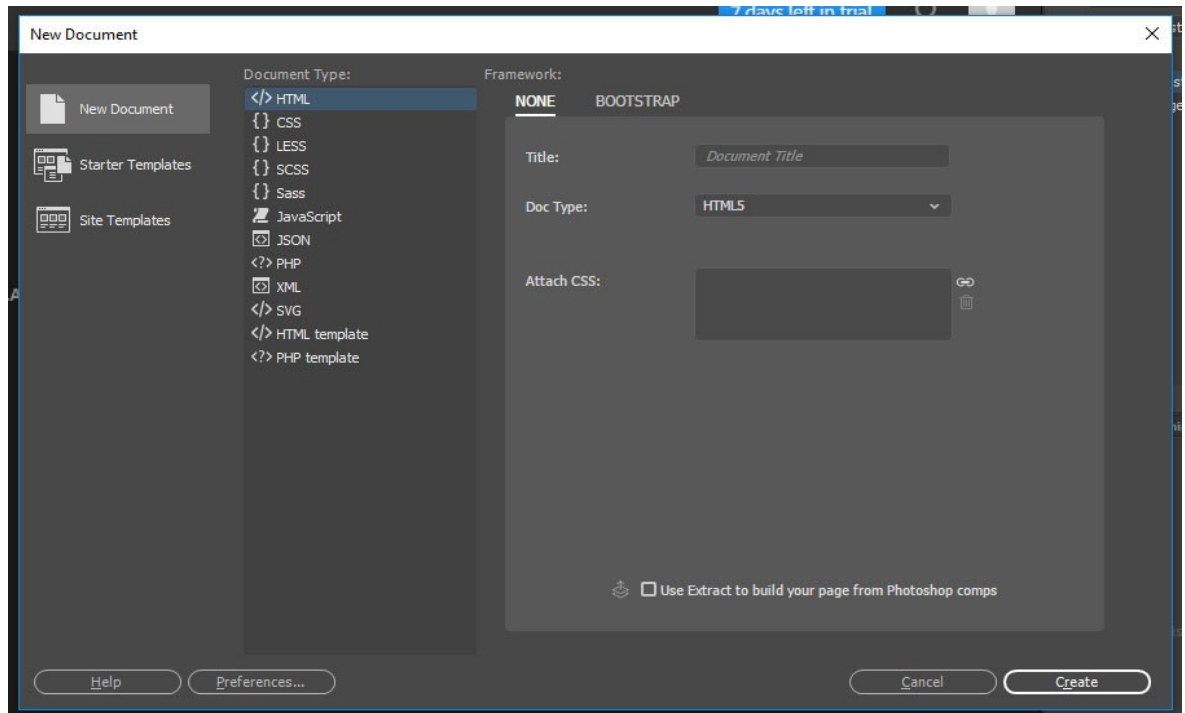 7 days left in trial
New Document
New Document
Starter Templates
Site Templates
Document Type:
</> HTML
{} CSS
{} LESS
{} SCSS
{} Sass
JavaScript
JSON
<?> PHP
XML
</> SVG
</> HTML template
<?> PHP template
Framework:
NONE BOOTSTRAP
Title: Document Title
Doc Type: HTML5
Attach CSS:
Use Extract to build your page from Photoshop comps
Help Preferences... Cancel Create